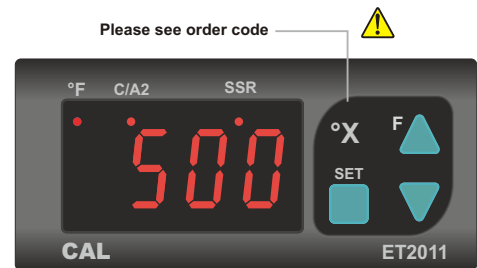 Please see order code
°F C/A2 SSR
500
°X F
SET
CAL ET2011